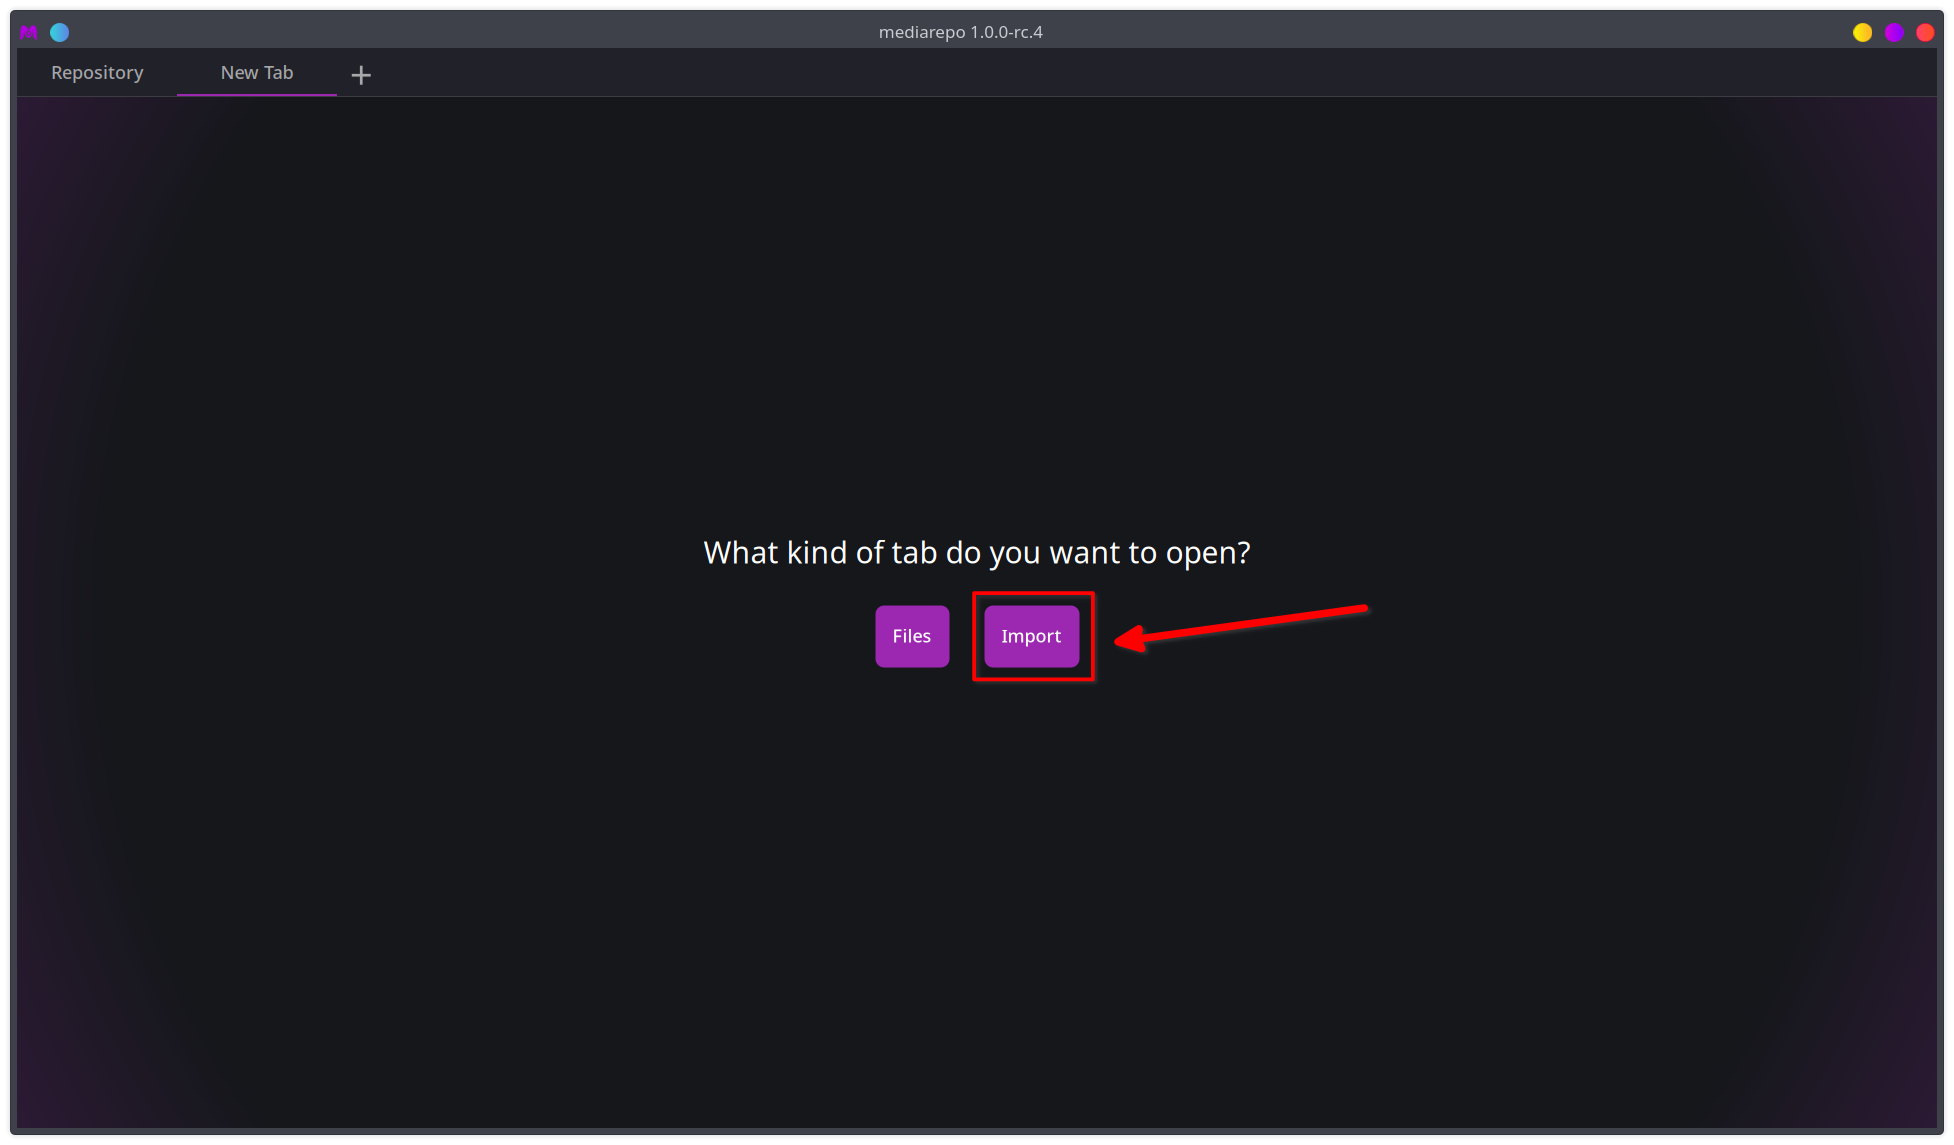 mediarepo 1.0.0-rc.4
Repository New Tab +
What kind of tab do you want to open?
Files Import